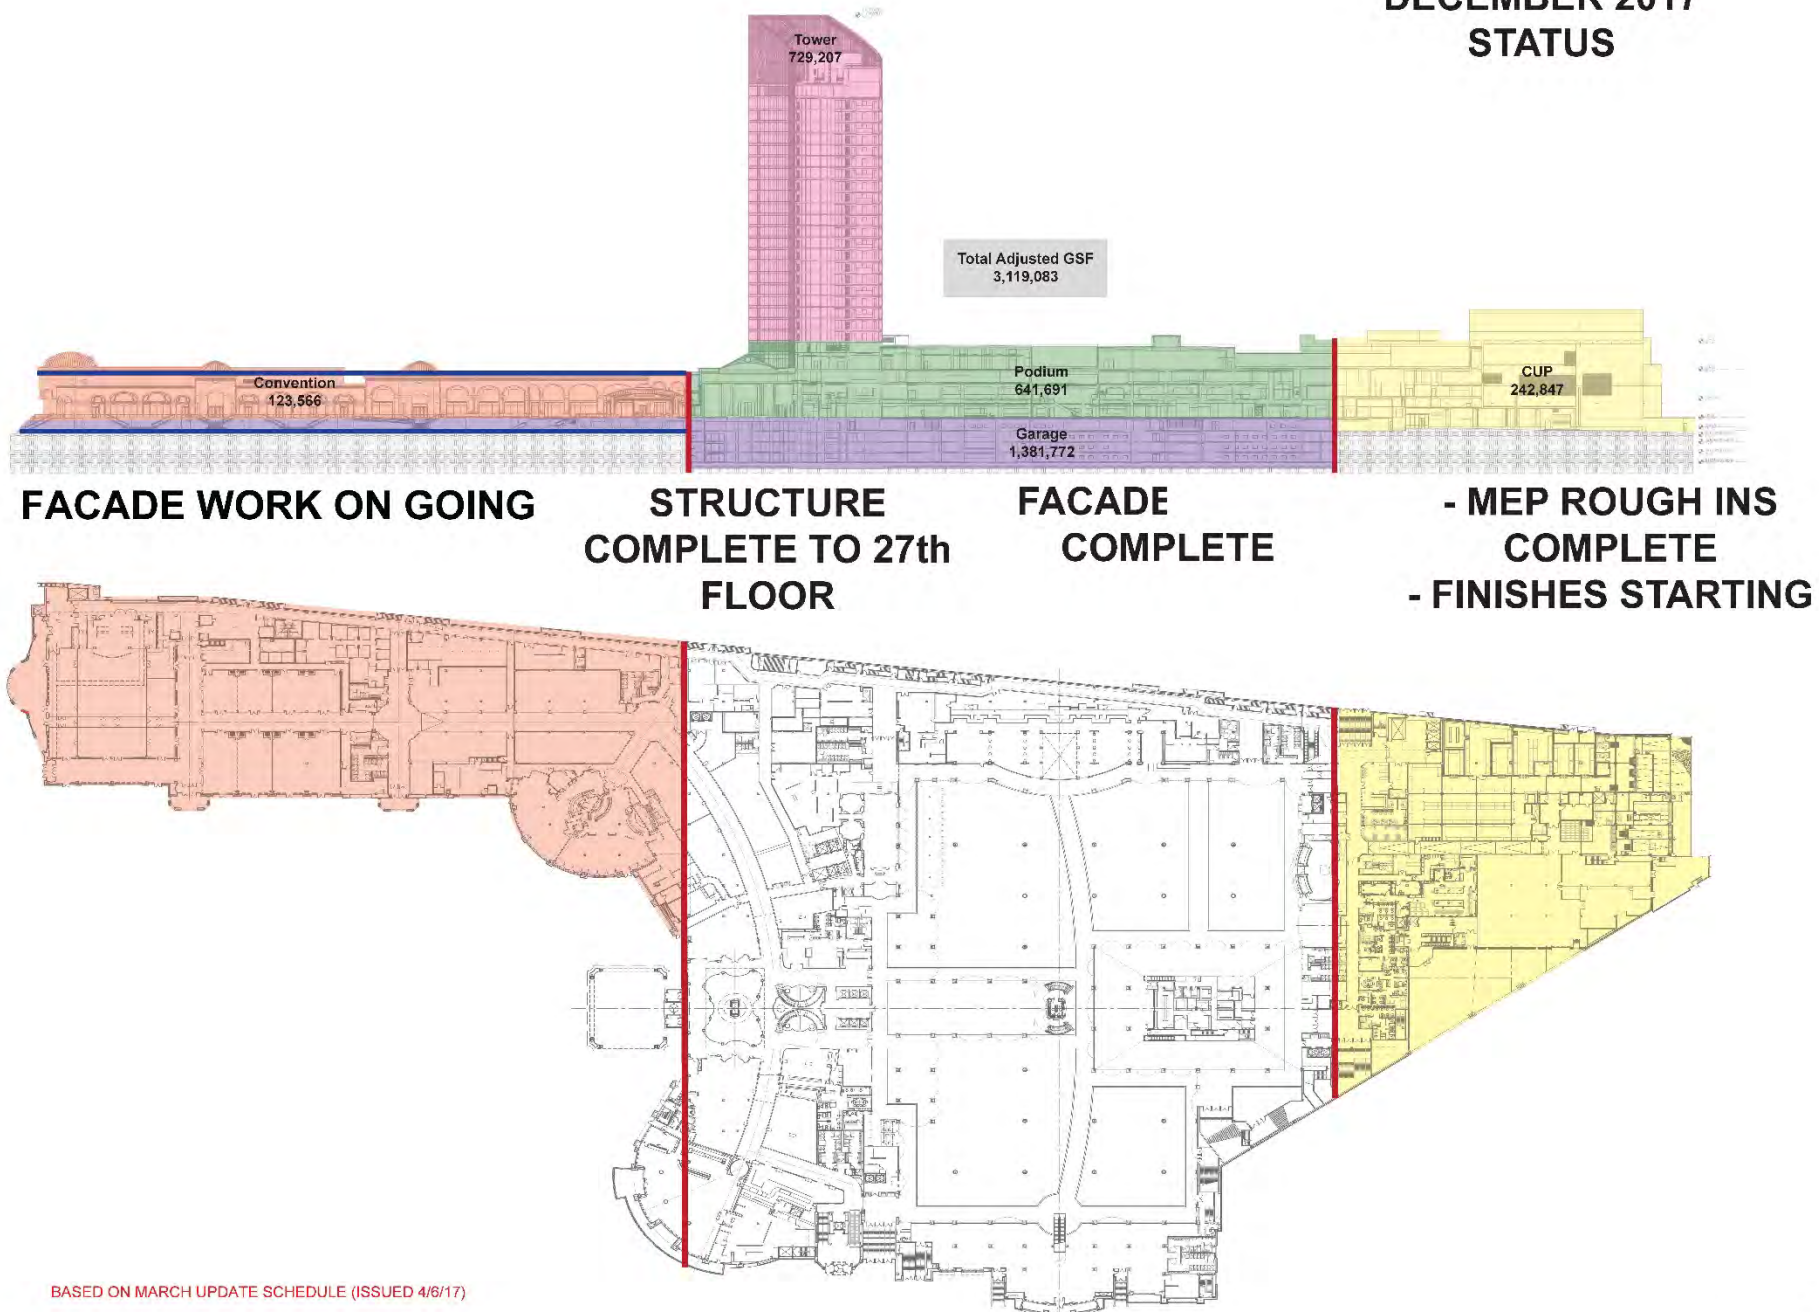 DECEMBER 2017
STATUS
Tower
729,207
Total Adjusted GSF
3,119,083
Convention
123,566
Podium
641,691
CUP
242,847
Garage
1,381,772
FACADE WORK ON GOING
STRUCTURE
COMPLETE TO 27th
FLOOR
FACADE
COMPLETE
- MEP ROUGH INS
COMPLETE
- FINISHES STARTING
BASED ON MARCH UPDATE SCHEDULE (ISSUED 4/6/17)